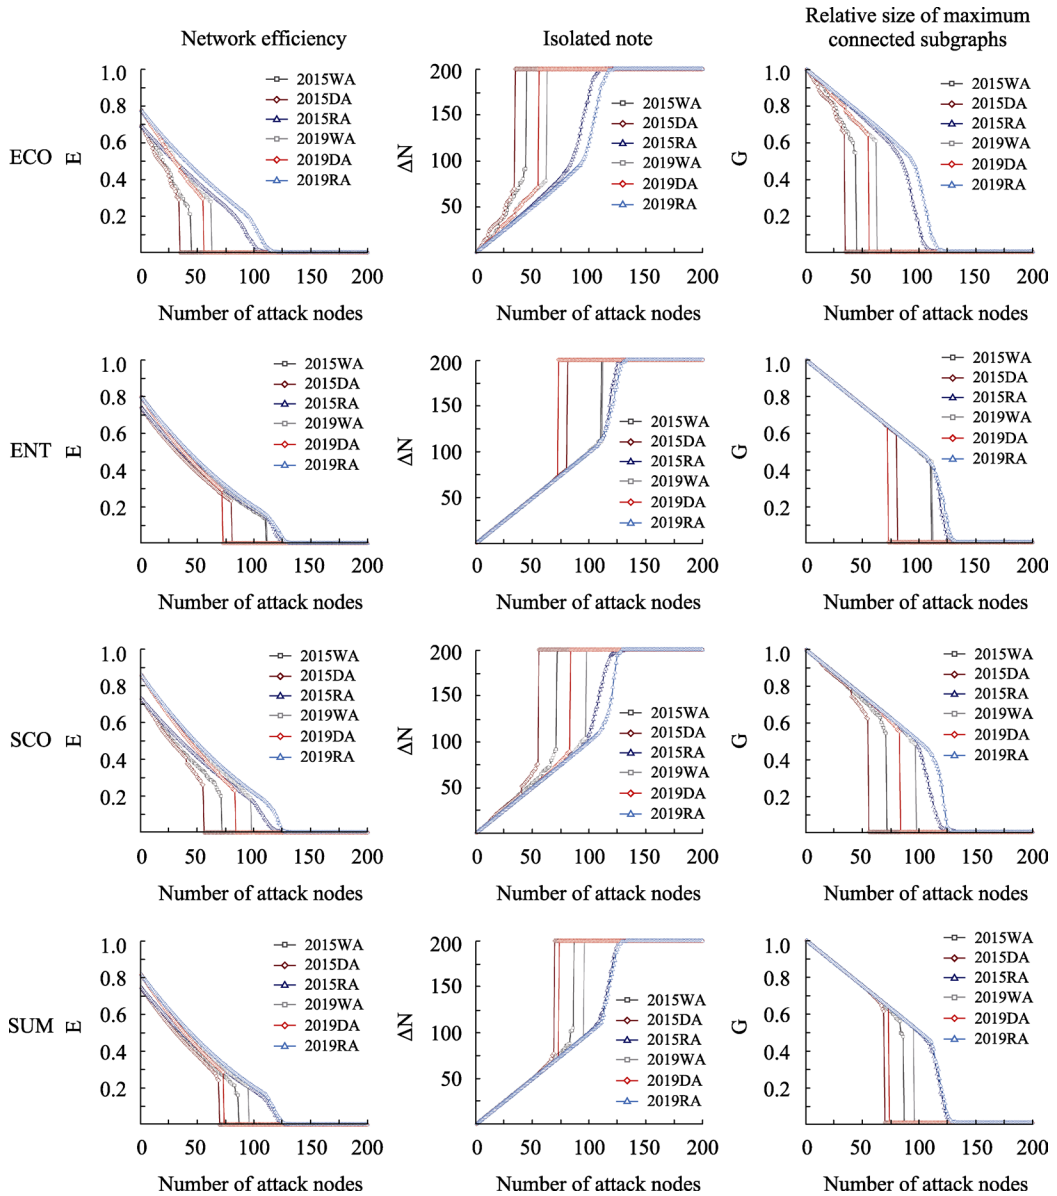 Network efficiency
Isolated note
Relative size of maximum
connected subgraphs
ECO
E
1.0
0.8
0.6
0.4
0.2
0 50 100 150 200
Number of attack nodes
2015WA
2015DA
2015RA
2019WA
2019DA
2019RA
ΔN
200
150
100
50
0 50 100 150 200
Number of attack nodes
2015WA
2015DA
2015RA
2019WA
2019DA
2019RA
G
1.0
0.8
0.6
0.4
0.2
0 50 100 150 200
Number of attack nodes
2015WA
2015DA
2015RA
2019WA
2019DA
2019RA
ENT
E
1.0
0.8
0.6
0.4
0.2
0 50 100 150 200
Number of attack nodes
2015WA
2015DA
2015RA
2019WA
2019DA
2019RA
ΔN
200
150
100
50
0 50 100 150 200
Number of attack nodes
2015WA
2015DA
2015RA
2019WA
2019DA
2019RA
G
1.0
0.8
0.6
0.4
0.2
0 50 100 150 200
Number of attack nodes
2015WA
2015DA
2015RA
2019WA
2019DA
2019RA
SCO
E
1.0
0.8
0.6
0.4
0.2
0 50 100 150 200
Number of attack nodes
2015WA
2015DA
2015RA
2019WA
2019DA
2019RA
ΔN
200
150
100
50
0 50 100 150 200
Number of attack nodes
2015WA
2015DA
2015RA
2019WA
2019DA
2019RA
G
1.0
0.8
0.6
0.4
0.2
0 50 100 150 200
Number of attack nodes
2015WA
2015DA
2015RA
2019WA
2019DA
2019RA
SUM
E
1.0
0.8
0.6
0.4
0.2
0 50 100 150 200
Number of attack nodes
2015WA
2015DA
2015RA
2019WA
2019DA
2019RA
ΔN
200
150
100
50
0 50 100 150 200
Number of attack nodes
2015WA
2015DA
2015RA
2019WA
2019DA
2019RA
G
1.0
0.8
0.6
0.4
0.2
0 50 100 150 200
Number of attack nodes
2015WA
2015DA
2015RA
2019WA
2019DA
2019RA